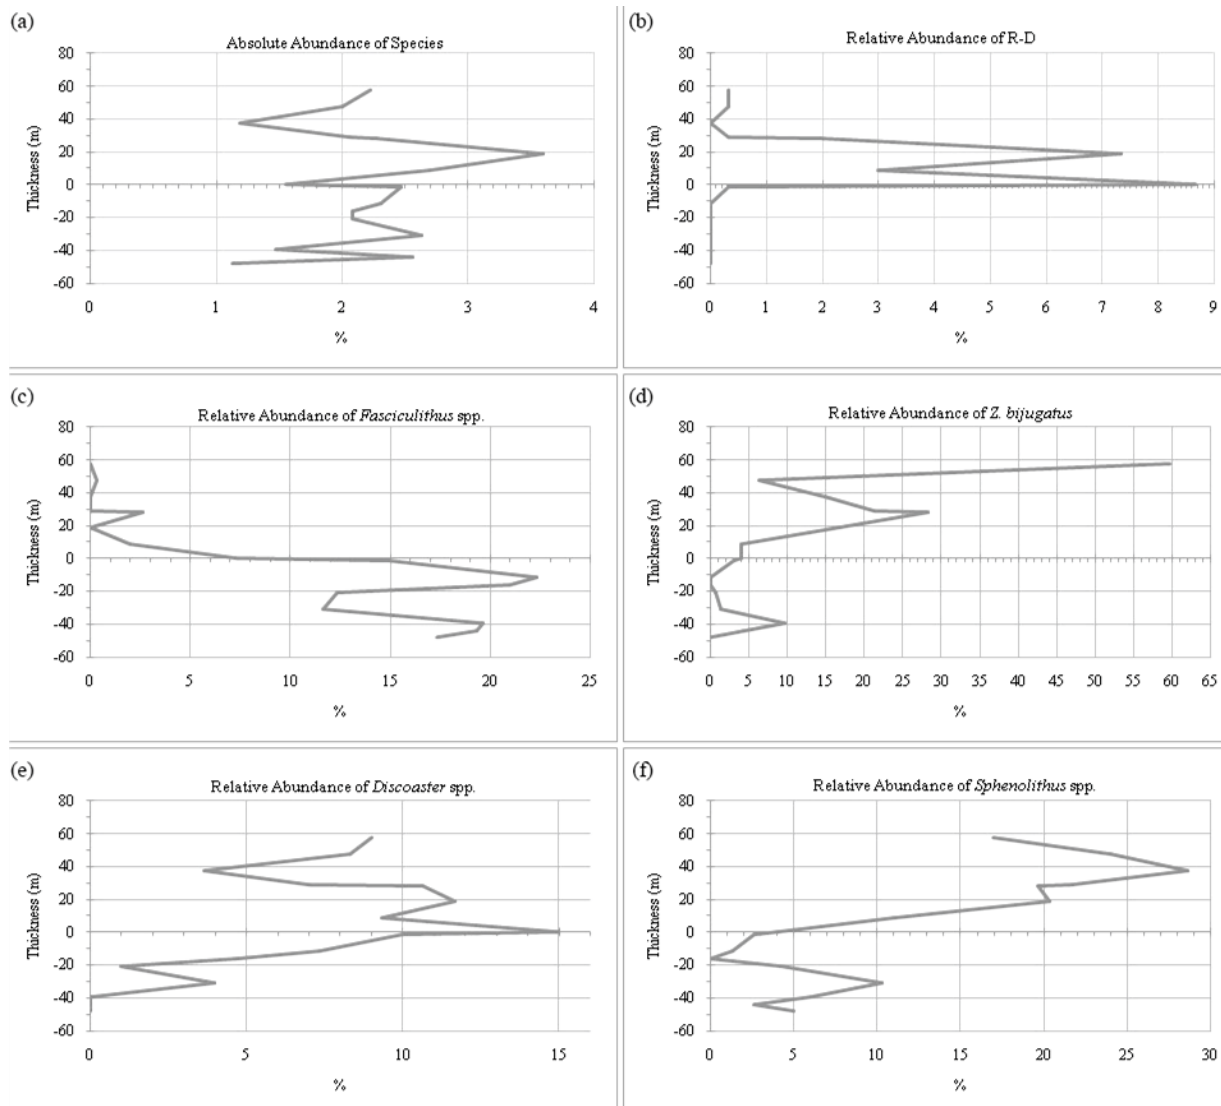 (a)
Absolute Abundance of Species
Thickness (m)
80
60
40
20
0
-20
-40
-60
0 1 2 3 4
%
(b)
Relative Abundance of R-D
Thickness (m)
80
60
40
20
0
-20
-40
-60
0 1 2 3 4 5 6 7 8 9
%
(c)
Relative Abundance of Fasciculithus spp.
Thickness (m)
80
60
40
20
0
-20
-40
-60
0 5 10 15 20 25
%
(d)
Relative Abundance of Z. bijugatus
Thickness (m)
80
60
40
20
0
-20
-40
-60
0 10 15 20 25 30 35 40 45 50 55 60 65
%
(e)
Relative Abundance of Discoaster spp.
Thickness (m)
80
60
40
20
0
-20
-40
-60
0 5 10 15
%
(f)
Relative Abundance of Sphenolithus spp.
Thickness (m)
80
60
40
20
0
-20
-40
-60
0 5 10 15 20 25 30
%